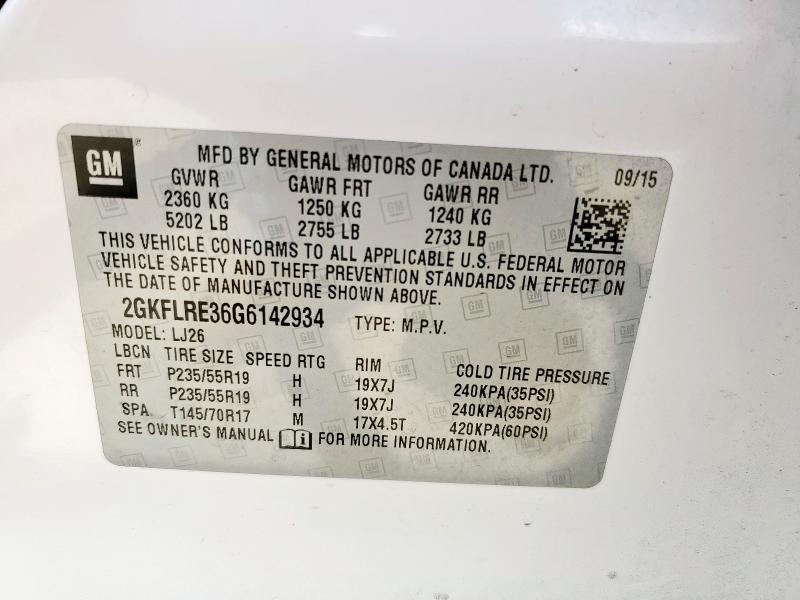 GM ® MFD BY GENERAL MOTORS OF CANADA LTD. 09/15
GVWR GAWR FRT GAWR RR
2360 KG 1250 KG 1240 KG
5202 LB 2755 LB 2733 LB
THIS VEHICLE CONFORMS TO ALL APPLICABLE U.S. FEDERAL MOTOR
VEHICLE SAFETY AND THEFT PREVENTION STANDARDS IN EFFECT ON
THE DATE OF MANUFACTURE SHOWN ABOVE.
2GKFLRE36G6142934 TYPE: M.P.V.
MODEL: LJ26
LBCN TIRE SIZE SPEED RTG RIM COLD TIRE PRESSURE
FRT P235/55R19 H 19X7J 240KPA(35PSI)
RR P235/55R19 H 19X7J 240KPA(35PSI)
SPA T145/70R17 M 17X4.5T 420KPA(60PSI)
SEE OWNER'S MANUAL FOR MORE INFORMATION.